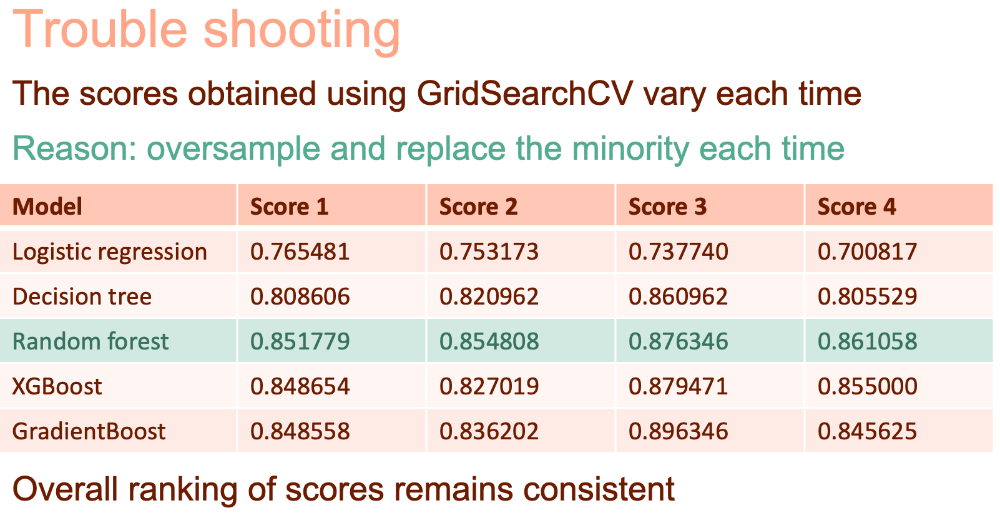 Trouble shooting
The scores obtained using GridSearchCV vary each time
Reason: oversample and replace the minority each time
Model Score 1 Score 2 Score 3 Score 4
Logistic regression 0.765481 0.753173 0.737740 0.700817
Decision tree 0.808606 0.820962 0.860962 0.805529
Random forest 0.851779 0.854808 0.876346 0.861058
XGBoost 0.848654 0.827019 0.879471 0.855000
GradientBoost 0.848558 0.836202 0.896346 0.845625
Overall ranking of scores remains consistent